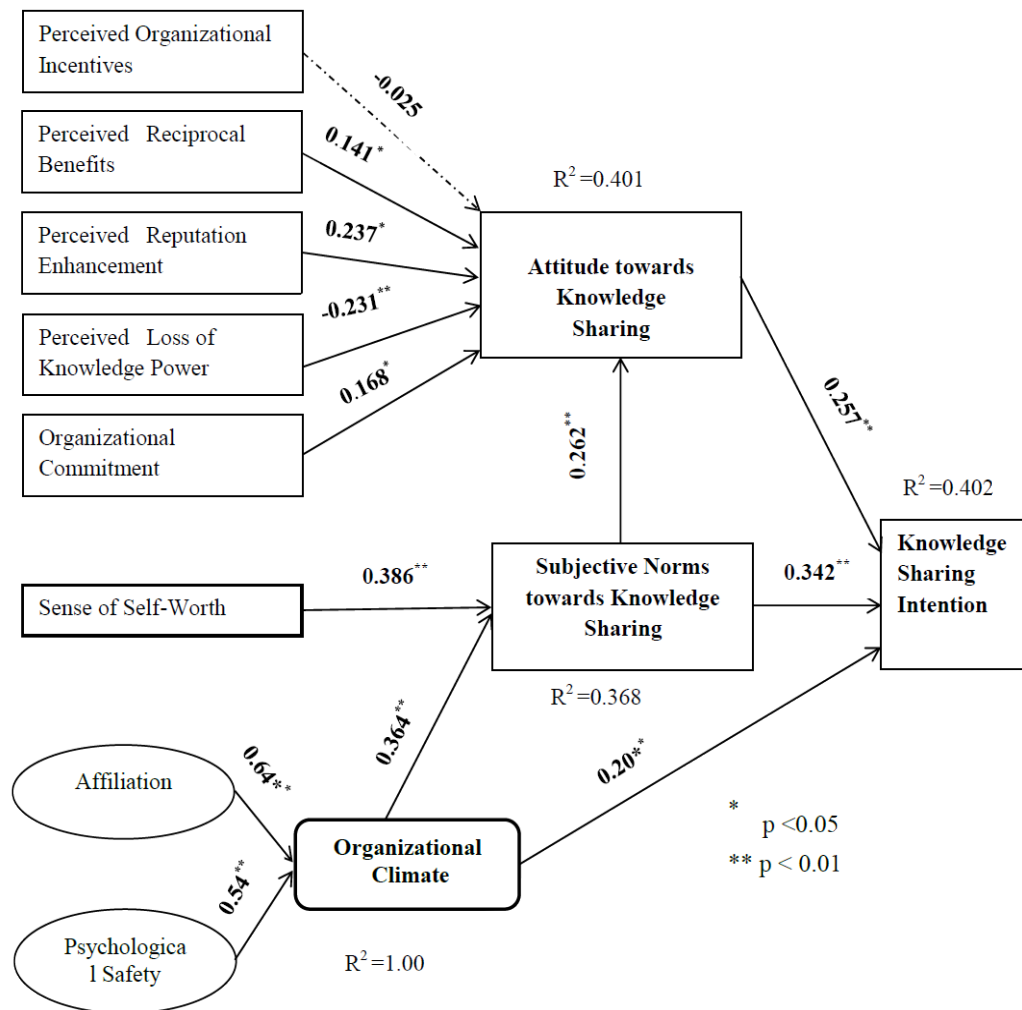 Perceived Organizational
Incentives
-0.025
Perceived Reciprocal
Benefits
0.141*
R²=0.401
Perceived Reputation
Enhancement
0.237*
Attitude towards
Knowledge
Sharing
Perceived Loss of
Knowledge Power
-0.231**
Organizational
Commitment
0.168*
0.262**
0.257**
R²=0.402
Sense of Self-Worth
0.386**
Subjective Norms
towards Knowledge
Sharing
0.342**
Knowledge
Sharing
Intention
R²=0.368
0.364**
0.20**
Affiliation
0.64**
Organizational
Climate
*
p <0.05
** p < 0.01
0.54**
Psychologica
l Safety
R²=1.00